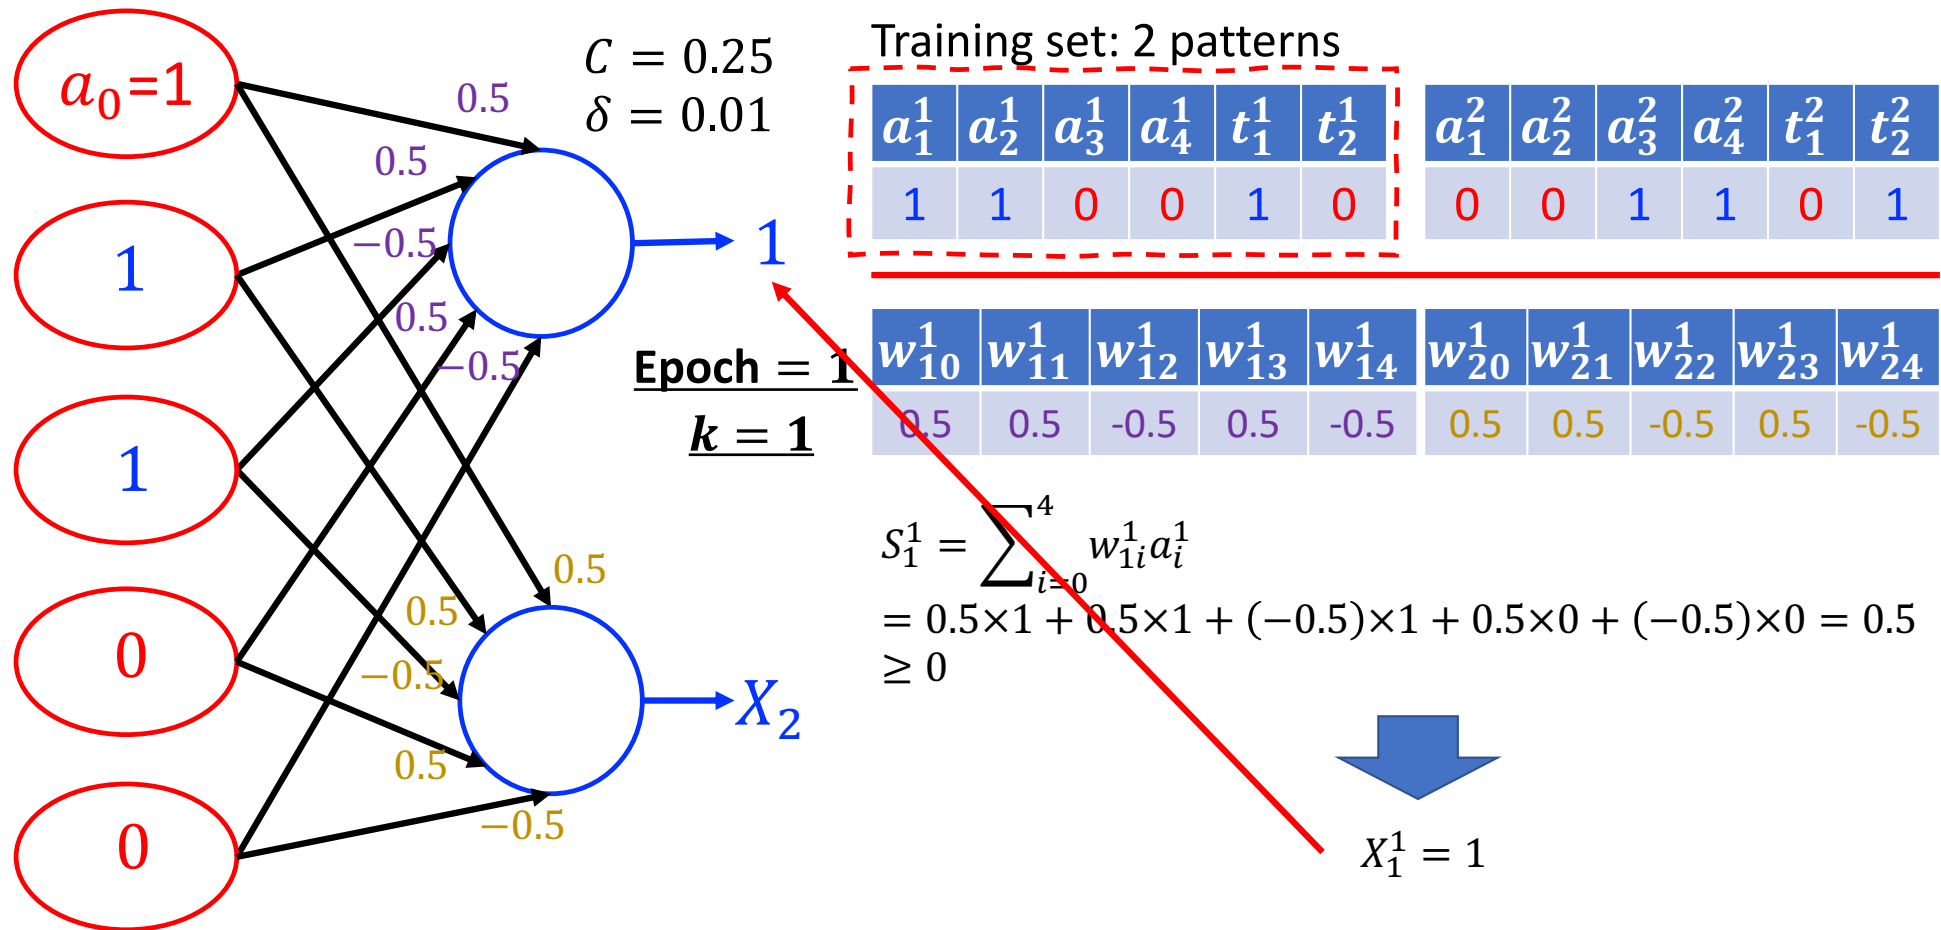 a₀=1
1
1
0
0
0.5
0.5
−0.5
0.5
−0.5
0.5
0.5
−0.5
0.5
−0.5
1
X₂
C = 0.25
δ = 0.01
Epoch = 1
k = 1
Training set: 2 patterns
a₁¹ a₂¹ a₃¹ a₄¹ t₁¹ t₂¹
1 1 0 0 1 0
a₁² a₂² a₃² a₄² t₁² t₂²
0 0 1 1 0 1
w₁₀¹ w₁₁¹ w₁₂¹ w₁₃¹ w₁₄¹
0.5 0.5 -0.5 0.5 -0.5
w₂₀¹ w₂₁¹ w₂₂¹ w₂₃¹ w₂₄¹
0.5 0.5 -0.5 0.5 -0.5
S₁¹ = ∑ᵢ₌₀⁴ w₁ᵢ¹aᵢ¹
= 0.5×1 + 0.5×1 + (−0.5)×1 + 0.5×0 + (−0.5)×0 = 0.5
≥ 0
X₁¹ = 1